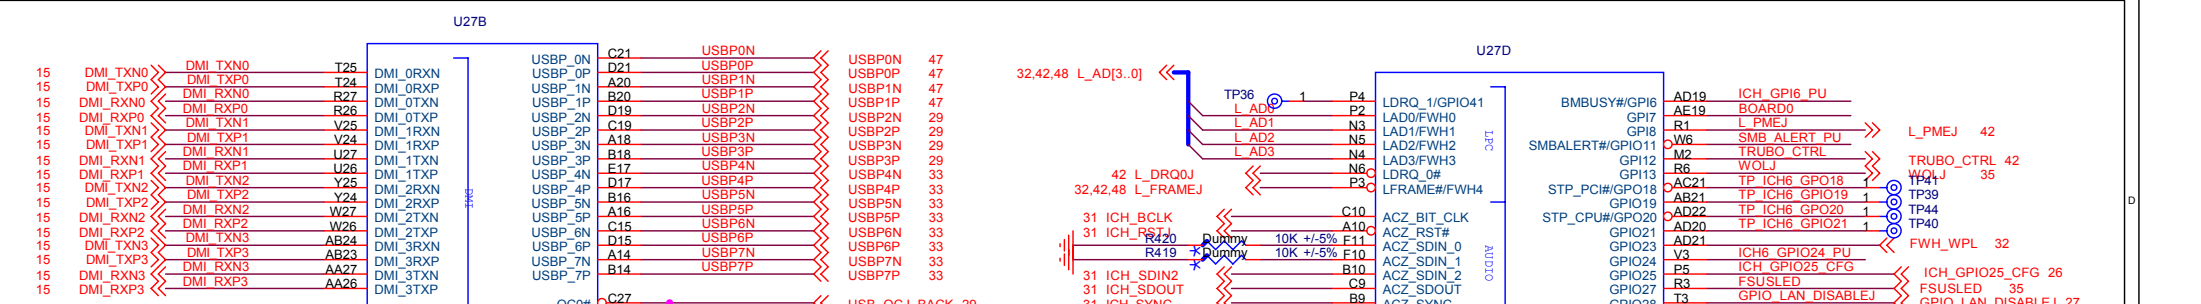 U27B
15 DMI_TXN0 DMI_TXN0 T25 DMI_0RXN
15 DMI_TXP0 DMI_TXP0 T24 DMI_0RXP
15 DMI_RXN0 DMI_RXN0 R27 DMI_0TXN
15 DMI_RXP0 DMI_RXP0 R26 DMI_0TXP
15 DMI_TXN1 DMI_TXN1 V25 DMI_1RXN
15 DMI_TXP1 DMI_TXP1 V24 DMI_1RXP
15 DMI_RXN1 DMI_RXN1 U27 DMI_1TXN
15 DMI_RXP1 DMI_RXP1 U26 DMI_1TXP
15 DMI_TXN2 DMI_TXN2 Y25 DMI_2RXN
15 DMI_TXP2 DMI_TXP2 Y24 DMI_2RXP
15 DMI_RXN2 DMI_RXN2 W27 DMI_2TXN
15 DMI_RXP2 DMI_RXP2 W26 DMI_2TXP
15 DMI_TXN3 DMI_TXN3 AB24 DMI_3RXN
15 DMI_TXP3 DMI_TXP3 AB23 DMI_3RXP
15 DMI_RXN3 DMI_RXN3 AA27 DMI_3TXN
15 DMI_RXP3 DMI_RXP3 AA26 DMI_3TXP
DMI
USBP_0N C21 USBP0N USBP0N 47
USBP_0P D21 USBP0P USBP0P 47
USBP_1N A20 USBP1N USBP1N 47
USBP_1P B20 USBP1P USBP1P 47
USBP_2N D19 USBP2N USBP2N 29
USBP_2P C19 USBP2P USBP2P 29
USBP_3N A18 USBP3N USBP3N 29
USBP_3P B18 USBP3P USBP3P 29
USBP_4N E17 USBP4N USBP4N 33
USBP_4P D17 USBP4P USBP4P 33
USBP_5N B16 USBP5N USBP5N 33
USBP_5P A16 USBP5P USBP5P 33
USBP_6N C15 USBP6N USBP6N 33
USBP_6P D15 USBP6P USBP6P 33
USBP_7N A14 USBP7N USBP7N 33
USBP_7P B14 USBP7P USBP7P 33
OC0# C27 USB_OCJ_BACK 29
U27D
32,42,48 L_AD[3..0]
TP36 1 P4 LDRQ_1/GPIO41
L_AD0 P2 LAD0/FWH0
L_AD1 N3 LAD1/FWH1
L_AD2 N5 LAD2/FWH2
L_AD3 N4 LAD3/FWH3
42 L_DRQ0J N6 LDRQ_0#
32,42,48 L_FRAMEJ P3 LFRAME#/FWH4
LPC
31 ICH_BCLK C10 ACZ_BIT_CLK
31 ICH_RSTJ A10 ACZ_RST#
R420 Dummy 10K +/-5% F11 ACZ_SDIN_0
R419 Dummy 10K +/-5% F10 ACZ_SDIN_1
31 ICH_SDIN2 B10 ACZ_SDIN_2
31 ICH_SDOUT C9 ACZ_SDOUT
31 ICH_SYNC B9 ACZ_SYNC
AUDIO
BMBUSY#/GPI6 AD19 ICH_GPI6_PU
GPI7 AE19 BOARD0
GPI8 R1 L_PMEJ L_PMEJ 42
SMBALERT#/GPIO11 W6 SMB_ALERT_PU
GPI12 M2 TRUBO_CTRL TRUBO_CTRL 42
GPI13 R6 WOLJ WOLJ 35
STP_PCI#/GPO18 AC21 TP_ICH6_GPO18 1 TP41
GPIO19 AB21 TP_ICH6_GPIO19 1 TP39
STP_CPU#/GPO20 AD22 TP_ICH6_GPO20 1 TP44
GPIO21 AD20 TP_ICH6_GPIO21 1 TP40
GPIO23 AD21 FWH_WPL 32
GPIO24 V3 ICH6_GPIO24_PU
GPIO25 P5 ICH_GPIO25_CFG ICH_GPIO25_CFG 26
GPIO27 R3 FSUSLED FSUSLED 35
GPIO28 T3 GPIO_LAN_DISABLEJ GPIO_LAN_DISABLEJ 27
D